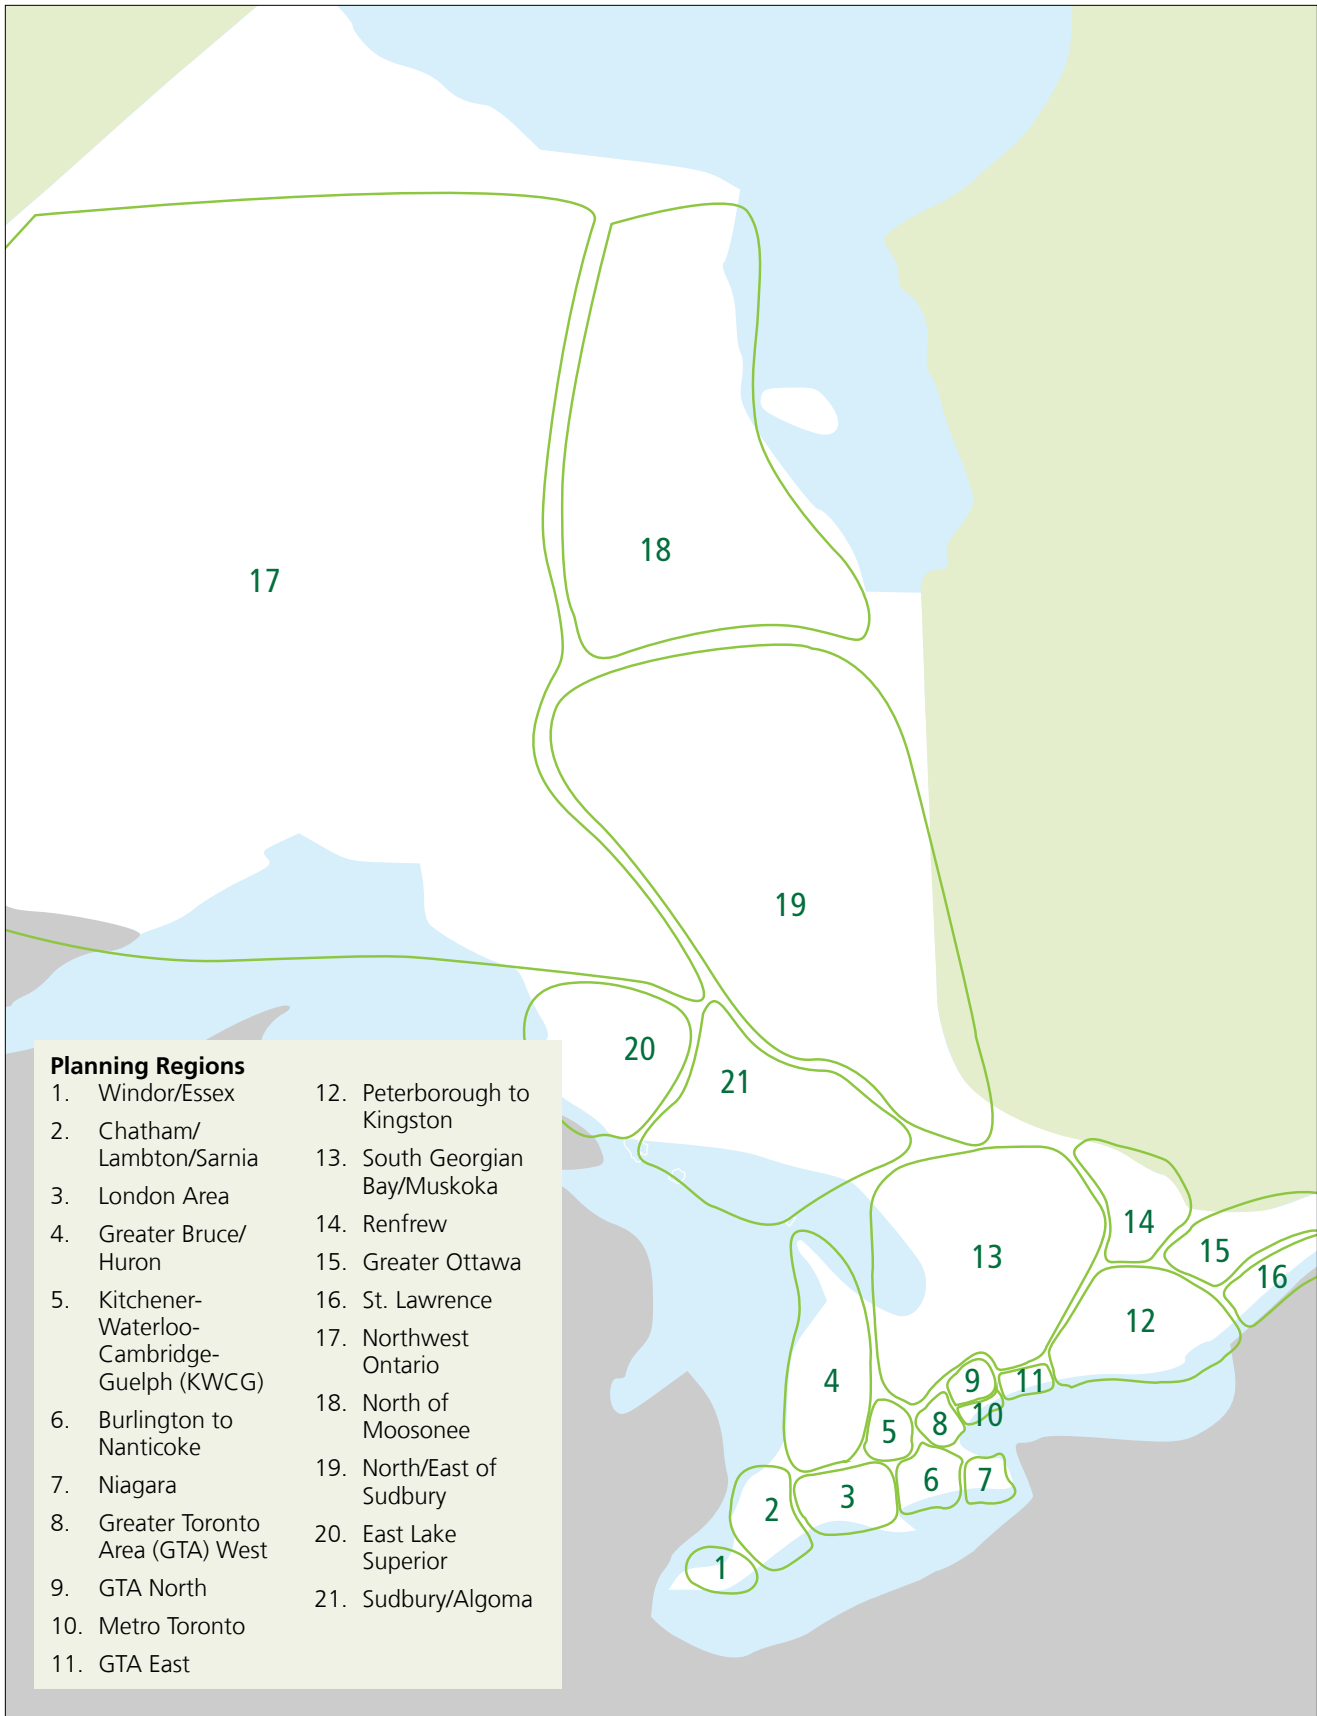 17
18
19
20
21
13
14
15
16
12
4
9
11
10
8
5
6
7
3
2
1
Planning Regions
1. Windor/Essex
2. Chatham/
Lambton/Sarnia
3. London Area
4. Greater Bruce/
Huron
5. Kitchener-
Waterloo-
Cambridge-
Guelph (KWCG)
6. Burlington to
Nanticoke
7. Niagara
8. Greater Toronto
Area (GTA) West
9. GTA North
10. Metro Toronto
11. GTA East
12. Peterborough to
Kingston
13. South Georgian
Bay/Muskoka
14. Renfrew
15. Greater Ottawa
16. St. Lawrence
17. Northwest
Ontario
18. North of
Moosonee
19. North/East of
Sudbury
20. East Lake
Superior
21. Sudbury/Algoma